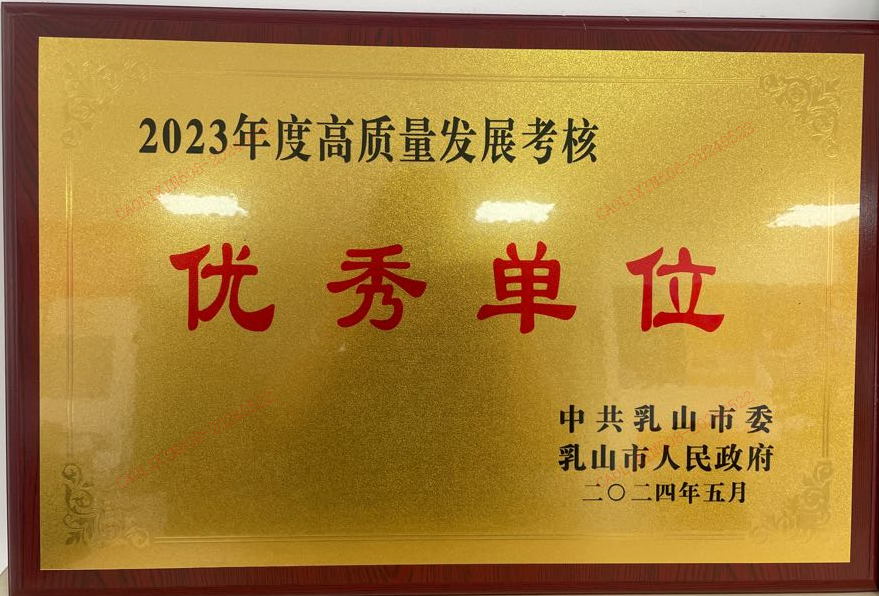 2023年度高质量发展考核
优秀单位
中共乳山市委
乳山市人民政府
二〇二四年五月